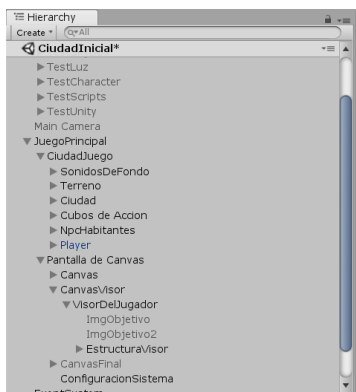 Hierarchy
Create All
CiudadInicial*
TestLuz
TestCharacter
TestScripts
TestUnity
Main Camera
JuegoPrincipal
CiudadJuego
SonidosDeFondo
Terreno
Ciudad
Cubos de Accion
NpcHabitantes
Player
Pantalla de Canvas
Canvas
CanvasVisor
VisorDelJugador
ImgObjetivo
ImgObjetivo2
EstructuraVisor
CanvasFinal
ConfiguracionSistema
EventSystem